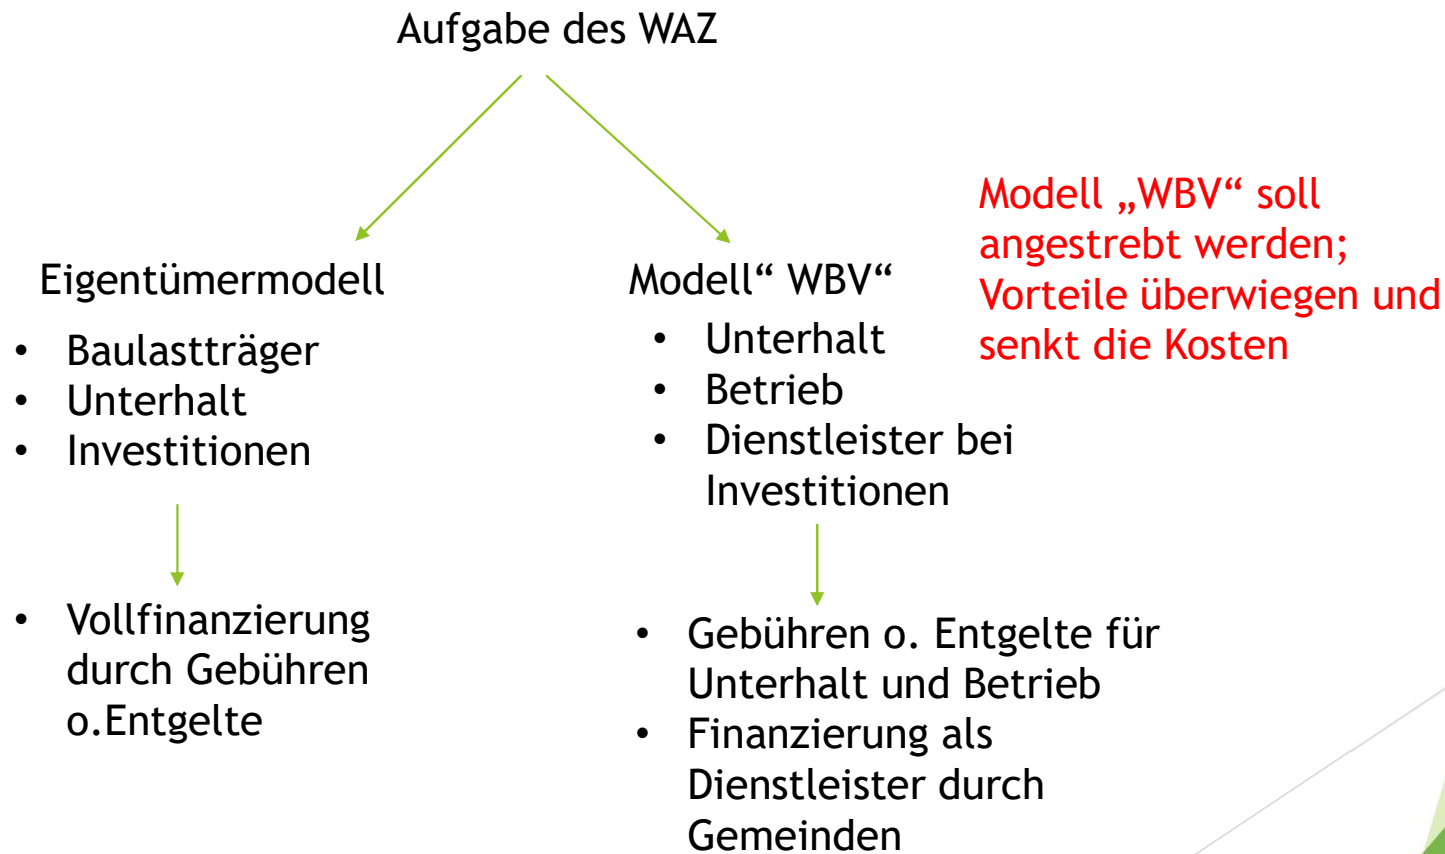 Aufgabe des WAZ
Eigentümermodell
• Baulastträger
• Unterhalt
• Investitionen
• Vollfinanzierung
durch Gebühren
o.Entgelte
Modell“ WBV“
• Unterhalt
• Betrieb
• Dienstleister bei
Investitionen
• Gebühren o. Entgelte für
Unterhalt und Betrieb
• Finanzierung als
Dienstleister durch
Gemeinden
Modell „WBV“ soll
angestrebt werden;
Vorteile überwiegen und
senkt die Kosten